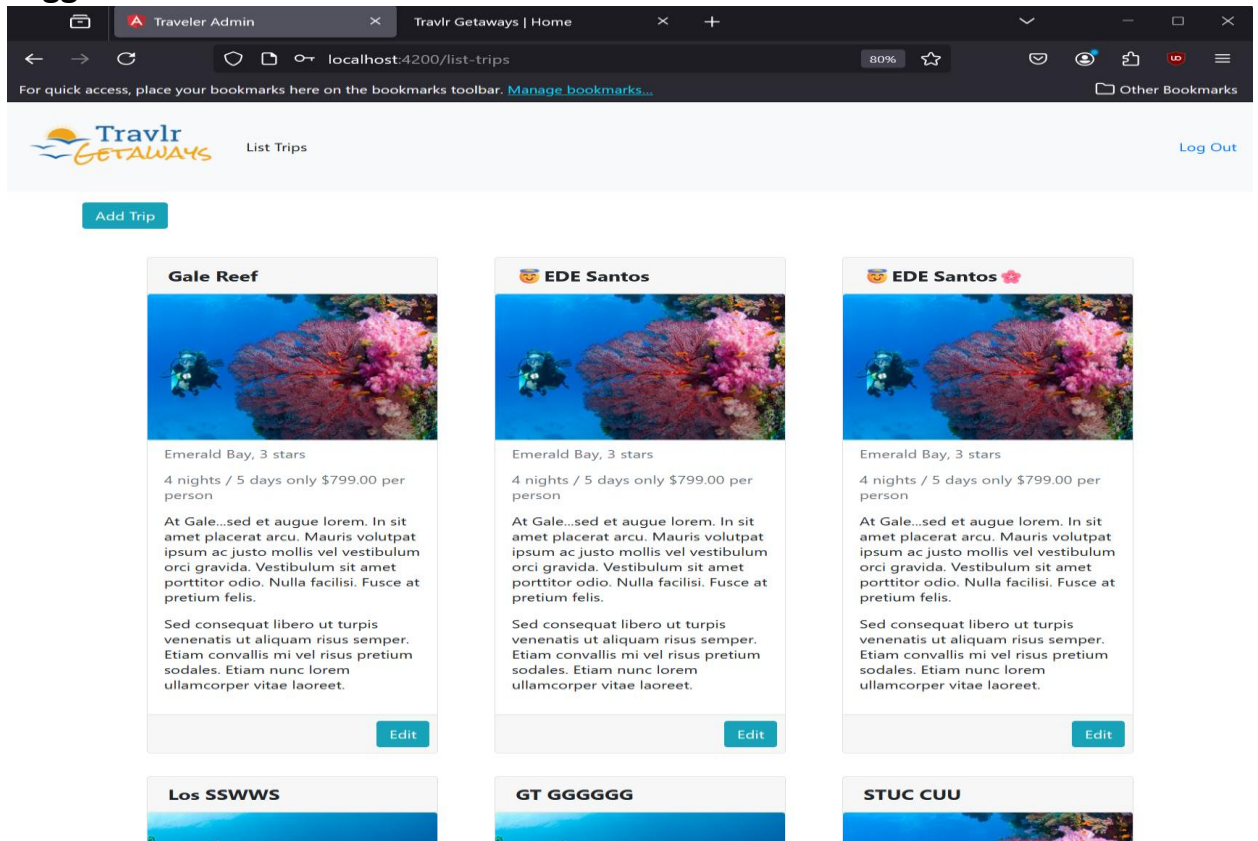 Traveler Admin
Travlr Getaways | Home
localhost:4200/list-trips
80%
For quick access, place your bookmarks here on the bookmarks toolbar. Manage bookmarks...
Other Bookmarks
Travlr
GETAWAYS
List Trips
Log Out
Add Trip
Gale Reef
Emerald Bay, 3 stars
4 nights / 5 days only $799.00 per
person
At Gale...sed et augue lorem. In sit
amet placerat arcu. Mauris volutpat
ipsum ac justo mollis vel vestibulum
orci gravida. Vestibulum sit amet
porttitor odio. Nulla facilisi. Fusce at
pretium felis.
Sed consequat libero ut turpis
venenatis ut aliquam risus semper.
Etiam convallis mi vel risus pretium
sodales. Etiam nunc lorem
ullamcorper vitae laoreet.
Edit
😇 EDE Santos
Emerald Bay, 3 stars
4 nights / 5 days only $799.00 per
person
At Gale...sed et augue lorem. In sit
amet placerat arcu. Mauris volutpat
ipsum ac justo mollis vel vestibulum
orci gravida. Vestibulum sit amet
porttitor odio. Nulla facilisi. Fusce at
pretium felis.
Sed consequat libero ut turpis
venenatis ut aliquam risus semper.
Etiam convallis mi vel risus pretium
sodales. Etiam nunc lorem
ullamcorper vitae laoreet.
Edit
😇 EDE Santos 🌸
Emerald Bay, 3 stars
4 nights / 5 days only $799.00 per
person
At Gale...sed et augue lorem. In sit
amet placerat arcu. Mauris volutpat
ipsum ac justo mollis vel vestibulum
orci gravida. Vestibulum sit amet
porttitor odio. Nulla facilisi. Fusce at
pretium felis.
Sed consequat libero ut turpis
venenatis ut aliquam risus semper.
Etiam convallis mi vel risus pretium
sodales. Etiam nunc lorem
ullamcorper vitae laoreet.
Edit
Los SSWWS
GT GGGGGG
STUC CUU